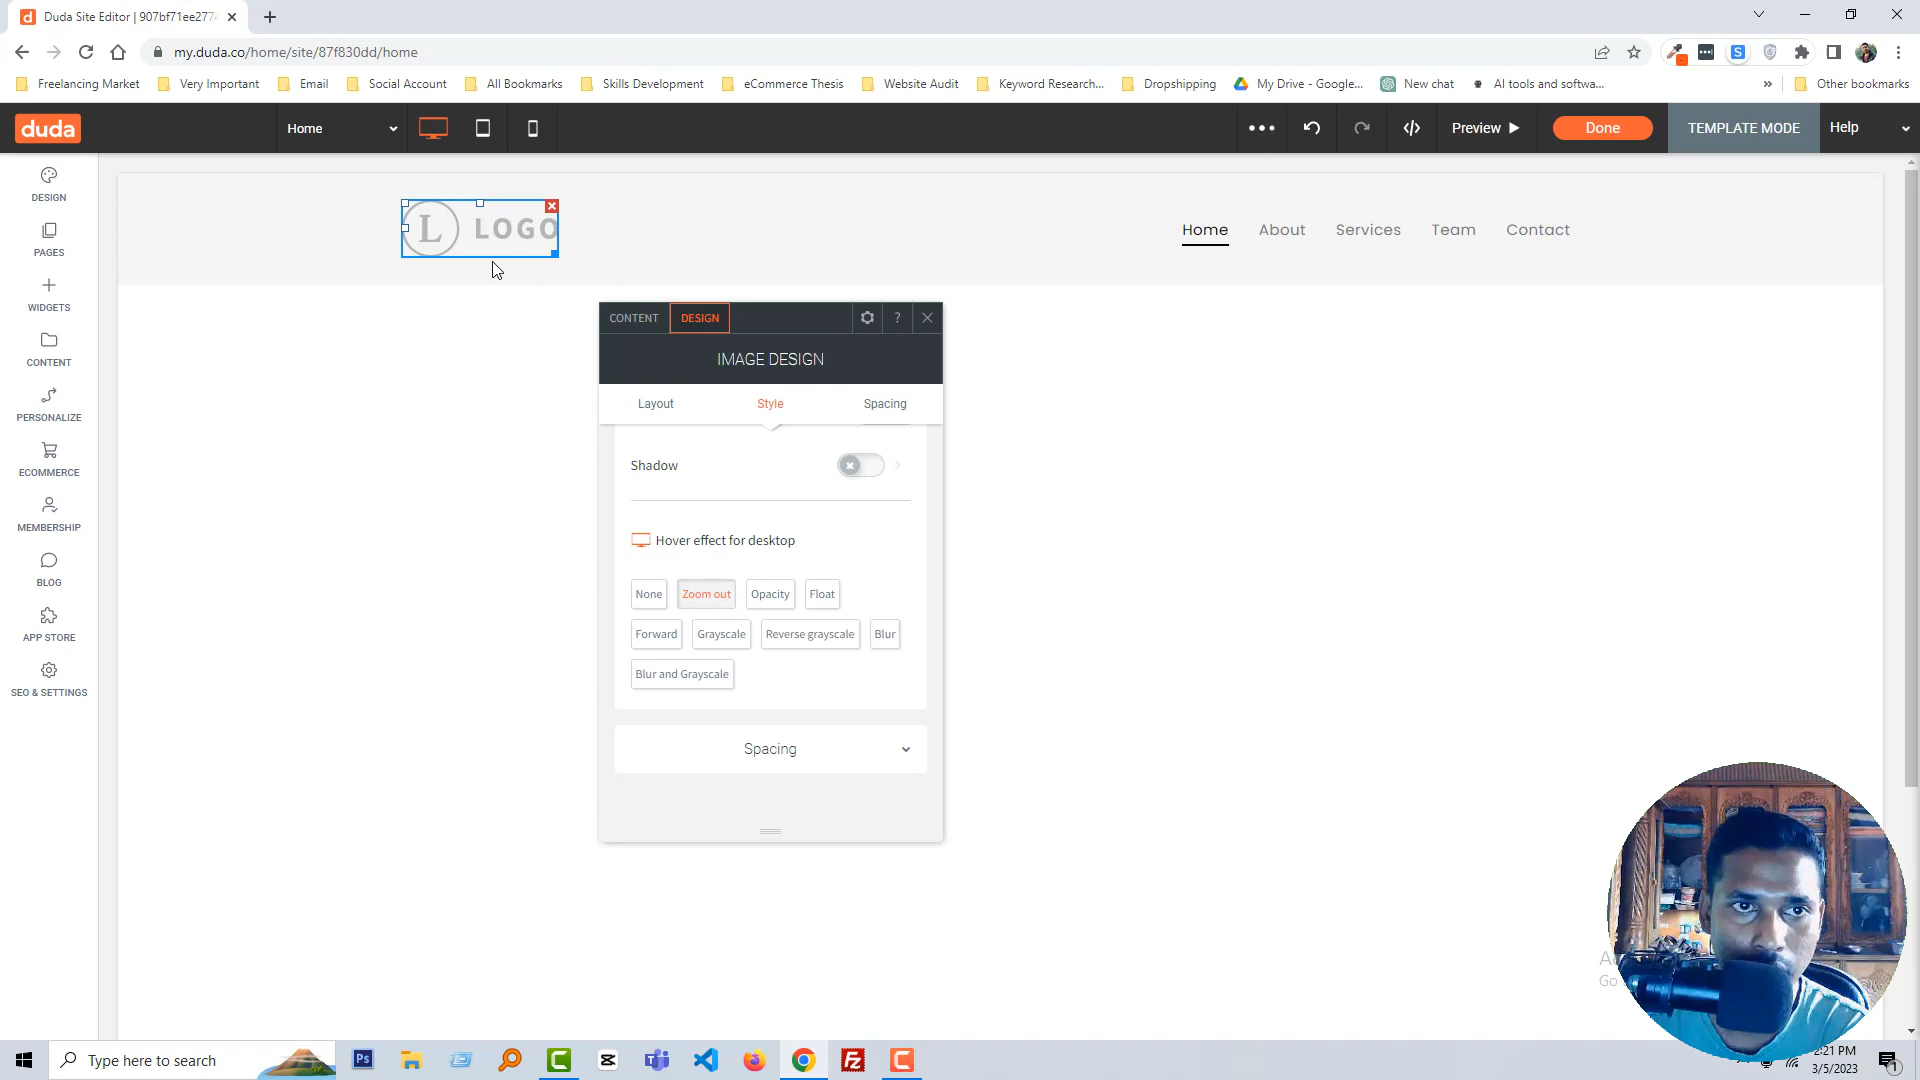 Duda Site Editor | 907bf71ee2774
my.duda.co/home/site/87f830dd/home
Freelancing Market Very Important Email Social Account All Bookmarks Skills Development eCommerce Thesis Website Audit Keyword Research... Dropshipping My Drive - Google... New chat AI tools and softwa... » Other bookmarks
duda Home Preview Done TEMPLATE MODE Help
DESIGN
PAGES
WIDGETS
CONTENT
PERSONALIZE
ECOMMERCE
MEMBERSHIP
BLOG
APP STORE
SEO & SETTINGS
L LOGO
Home About Services Team Contact
CONTENT DESIGN ?
IMAGE DESIGN
Layout Style Spacing
Shadow
Hover effect for desktop
None Zoom out Opacity Float
Forward Grayscale Reverse grayscale Blur
Blur and Grayscale
Spacing
Go
Type here to search
Ps
2:21 PM
3/5/2023
1